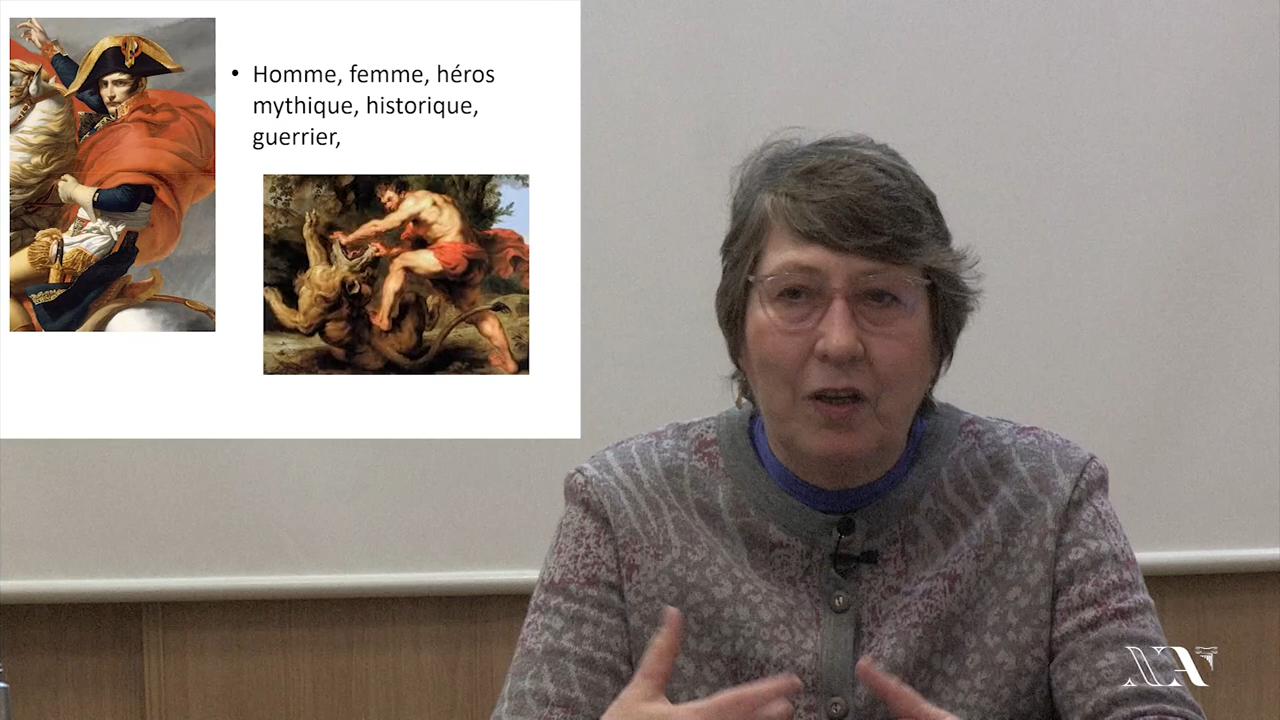 • Homme, femme, héros
mythique, historique,
guerrier,